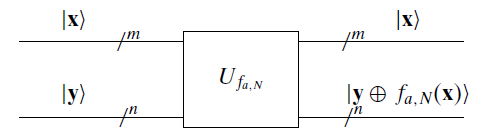 |x⟩ m m |x⟩
U_{f_{a,N}}
|y⟩ n n |y ⊕ f_{a,N}(x)⟩